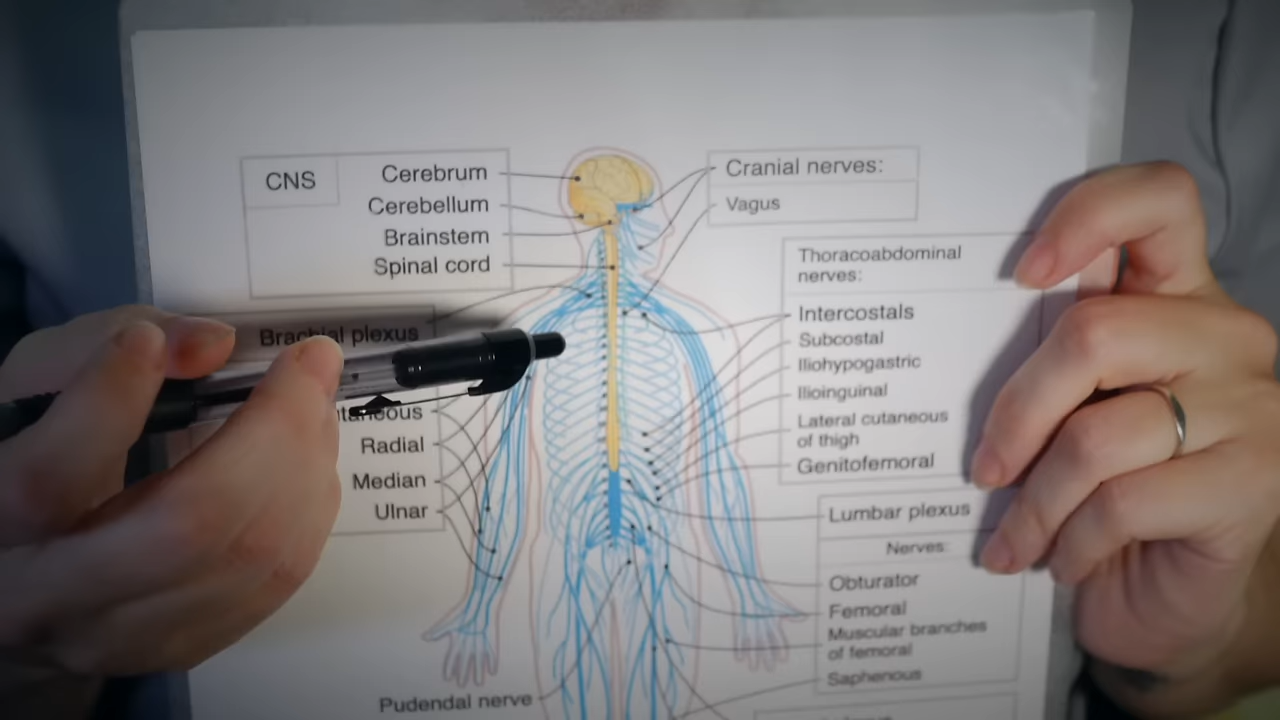 CNS
Cerebrum
Cerebellum
Brainstem
Spinal cord
Brachial plexus
Radial
Median
Ulnar
Pudendal nerve
Cranial nerves:
Vagus
Thoracoabdominal
nerves:
Intercostals
Subcostal
Iliohypogastric
Ilioinguinal
Lateral cutaneous
of thigh
Genitofemoral
Lumbar plexus
Nerves:
Obturator
Femoral
Muscular branches
of femoral
Saphenous